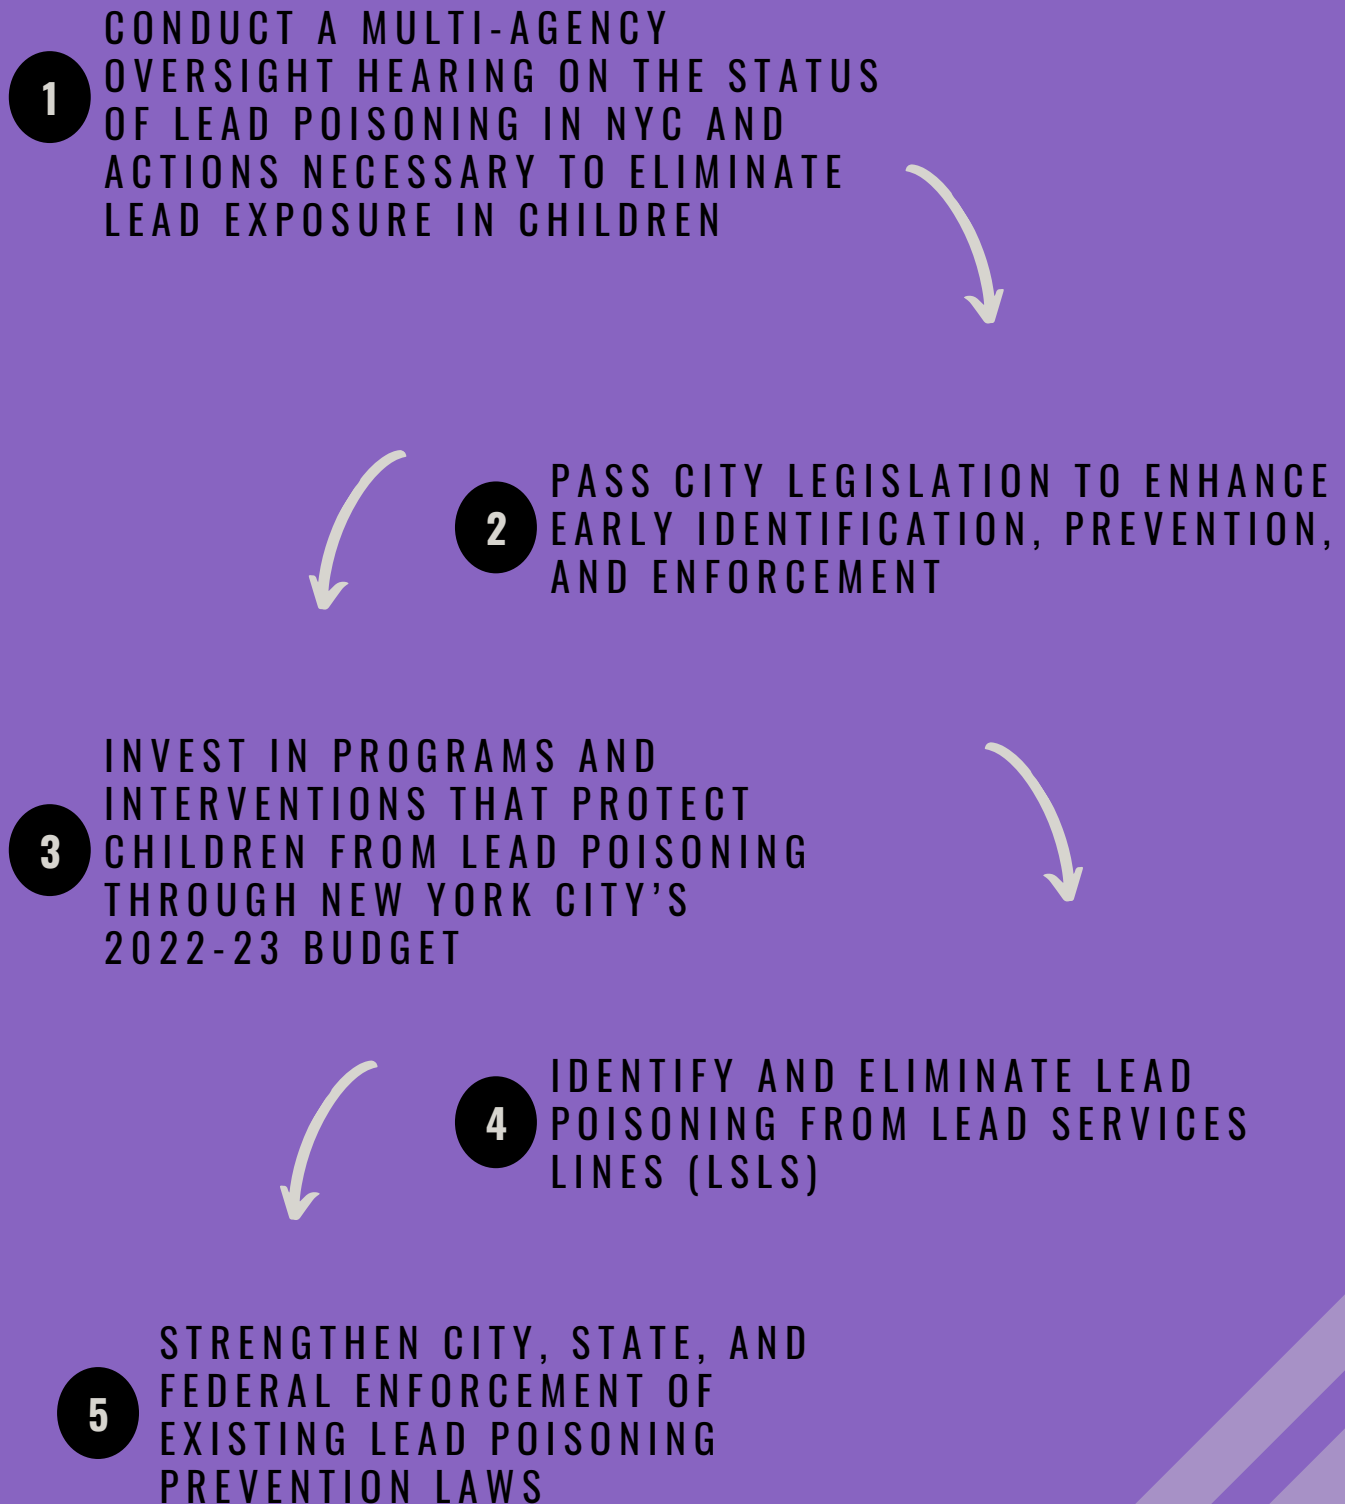 1
CONDUCT A MULTI-AGENCY
OVERSIGHT HEARING ON THE STATUS
OF LEAD POISONING IN NYC AND
ACTIONS NECESSARY TO ELIMINATE
LEAD EXPOSURE IN CHILDREN
2
PASS CITY LEGISLATION TO ENHANCE
EARLY IDENTIFICATION, PREVENTION,
AND ENFORCEMENT
3
INVEST IN PROGRAMS AND
INTERVENTIONS THAT PROTECT
CHILDREN FROM LEAD POISONING
THROUGH NEW YORK CITY’S
2022-23 BUDGET
4
IDENTIFY AND ELIMINATE LEAD
POISONING FROM LEAD SERVICES
LINES (LSLS)
5
STRENGTHEN CITY, STATE, AND
FEDERAL ENFORCEMENT OF
EXISTING LEAD POISONING
PREVENTION LAWS